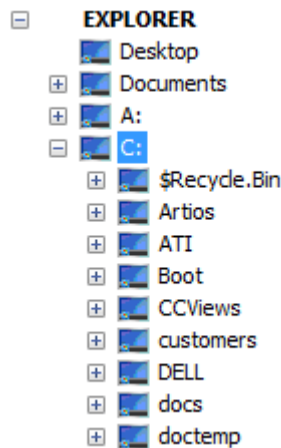 EXPLORER
Desktop
Documents
A:
C:
$Recycle.Bin
Artios
ATI
Boot
CCViews
customers
DELL
docs
doctemp